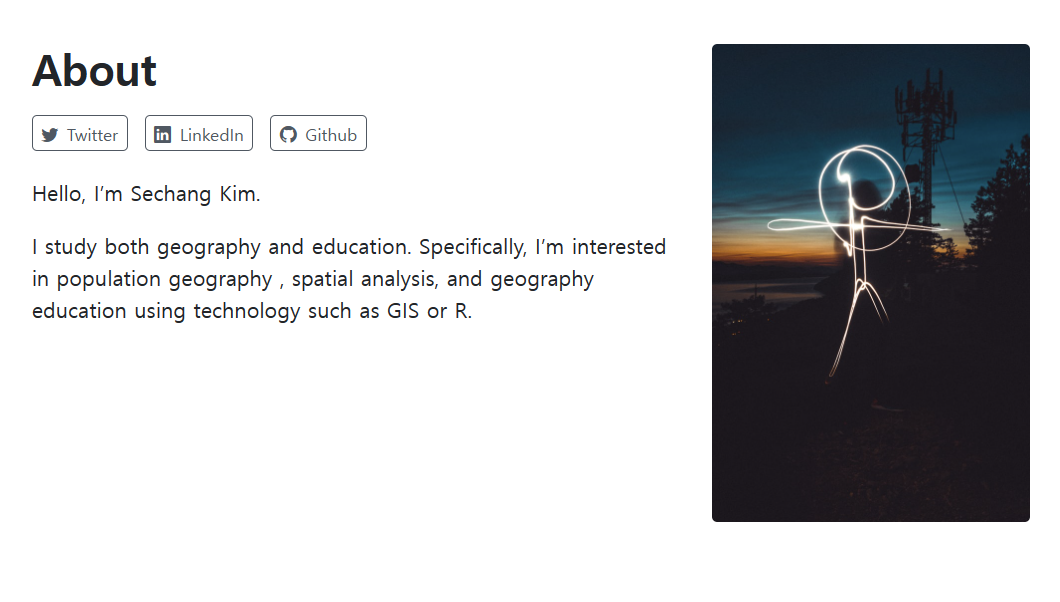 About
Twitter LinkedIn Github
Hello, I'm Sechang Kim.
I study both geography and education. Specifically, I'm interested
in population geography , spatial analysis, and geography
education using technology such as GIS or R.